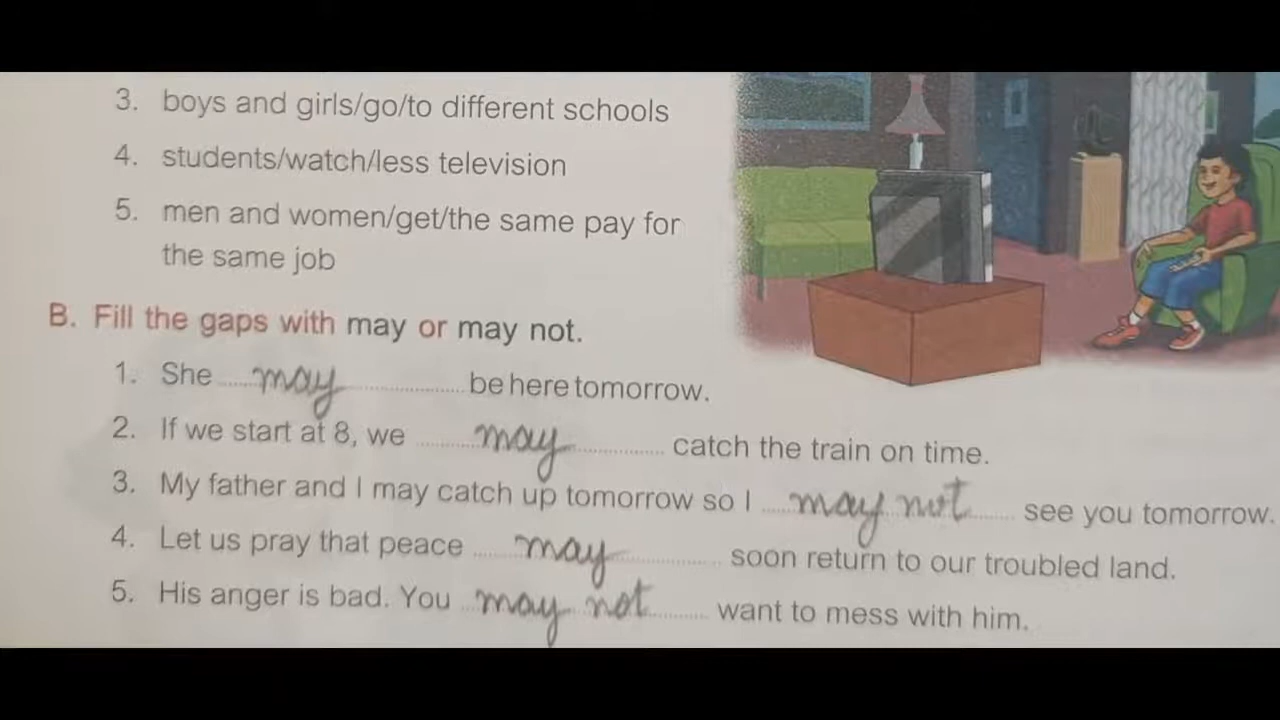 3. boys and girls/go/to different schools
4. students/watch/less television
5. men and women/get/the same pay for
the same job
B. Fill the gaps with may or may not.
1. She may be here tomorrow.
2. If we start at 8, we may catch the train on time.
3. My father and I may catch up tomorrow so I may not see you tomorrow.
4. Let us pray that peace may soon return to our troubled land.
5. His anger is bad. You may not want to mess with him.